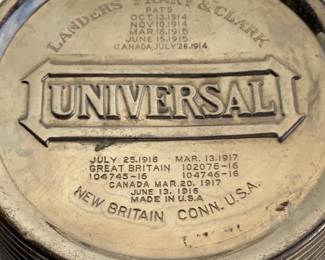 LANDERS FRARY & CLARK
PATS
OCT.13.1914
NOV.10.1914
MAR.16.1915
JUNE 15.1915
CANADA, JULY 28.1914
UNIVERSAL
JULY 25.1916 MAR. 13.1917
GREAT BRITAIN 102076-16
104745-16 104746-16
CANADA MAR. 20. 1917
JUNE 13. 1916
MADE IN U.S.A
NEW BRITAIN CONN. U.S.A.